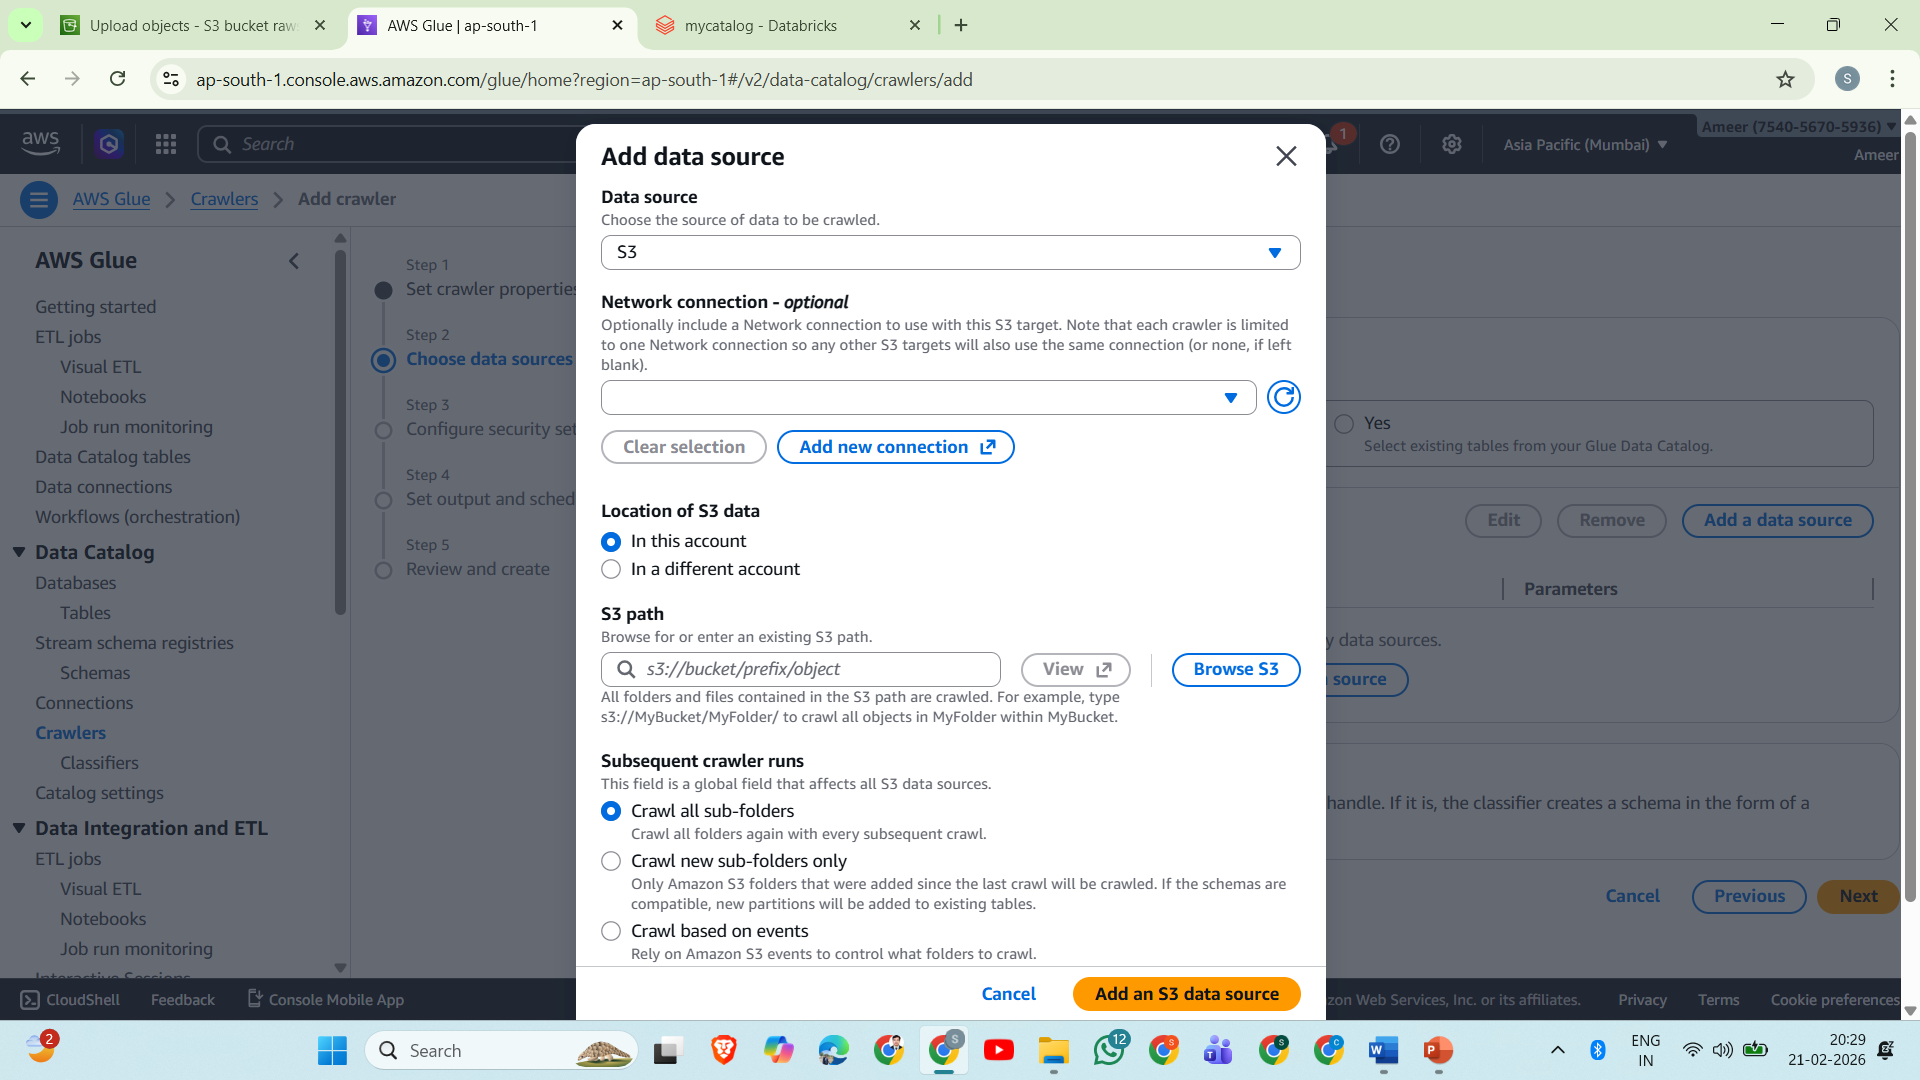 Upload objects - S3 bucket raw
AWS Glue | ap-south-1
mycatalog - Databricks
ap-south-1.console.aws.amazon.com/glue/home?region=ap-south-1#/v2/data-catalog/crawlers/add
S
aws
Search
1
Asia Pacific (Mumbai)
Ameer (7540-5670-5936)
Ameer
AWS Glue
Crawlers
Add crawler
AWS Glue
Getting started
ETL jobs
Visual ETL
Notebooks
Job run monitoring
Data Catalog tables
Data connections
Workflows (orchestration)
Data Catalog
Databases
Tables
Stream schema registries
Schemas
Connections
Crawlers
Classifiers
Catalog settings
Data Integration and ETL
ETL jobs
Visual ETL
Notebooks
Job run monitoring
Interactive Sessions
Step 1
Set crawler properties
Step 2
Choose data sources
Step 3
Configure security set
Step 4
Set output and sched
Step 5
Review and create
Add data source
Data source
Choose the source of data to be crawled.
S3
Network connection - optional
Optionally include a Network connection to use with this S3 target. Note that each crawler is limited
to one Network connection so any other S3 targets will also use the same connection (or none, if left
blank).
Clear selection
Add new connection
Location of S3 data
In this account
In a different account
S3 path
Browse for or enter an existing S3 path.
s3://bucket/prefix/object
View
Browse S3
All folders and files contained in the S3 path are crawled. For example, type
s3://MyBucket/MyFolder/ to crawl all objects in MyFolder within MyBucket.
Subsequent crawler runs
This field is a global field that affects all S3 data sources.
Crawl all sub-folders
Crawl all folders again with every subsequent crawl.
Crawl new sub-folders only
Only Amazon S3 folders that were added since the last crawl will be crawled. If the schemas are
compatible, new partitions will be added to existing tables.
Crawl based on events
Rely on Amazon S3 events to control what folders to crawl.
Cancel
Add an S3 data source
Yes
Select existing tables from your Glue Data Catalog.
Edit
Remove
Add a data source
Parameters
y data sources.
source
handle. If it is, the classifier creates a schema in the form of a
Cancel
Previous
Next
CloudShell
Feedback
Console Mobile App
zon Web Services, Inc. or its affiliates.
Privacy
Terms
Cookie preferences
2
Search
12
ENG
IN
20:29
21-02-2026